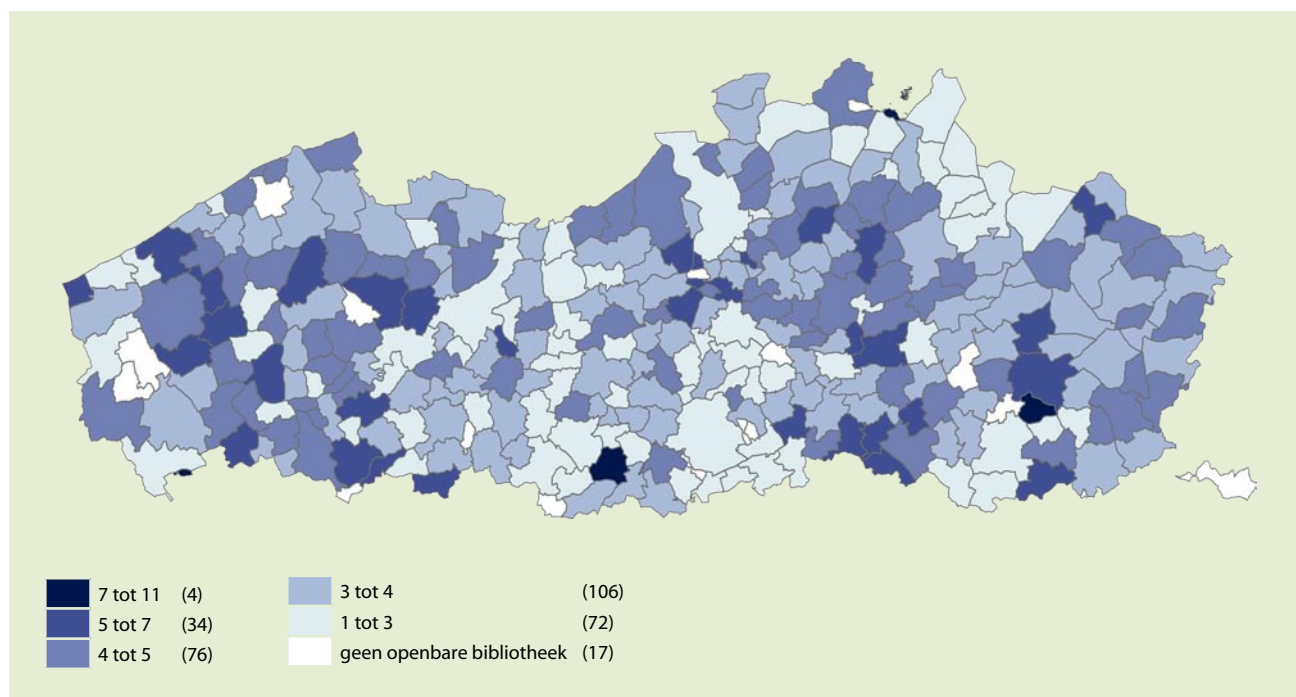 7 tot 11 (4)
5 tot 7 (34)
4 tot 5 (76)
3 tot 4 (106)
1 tot 3 (72)
geen openbare bibliotheek (17)